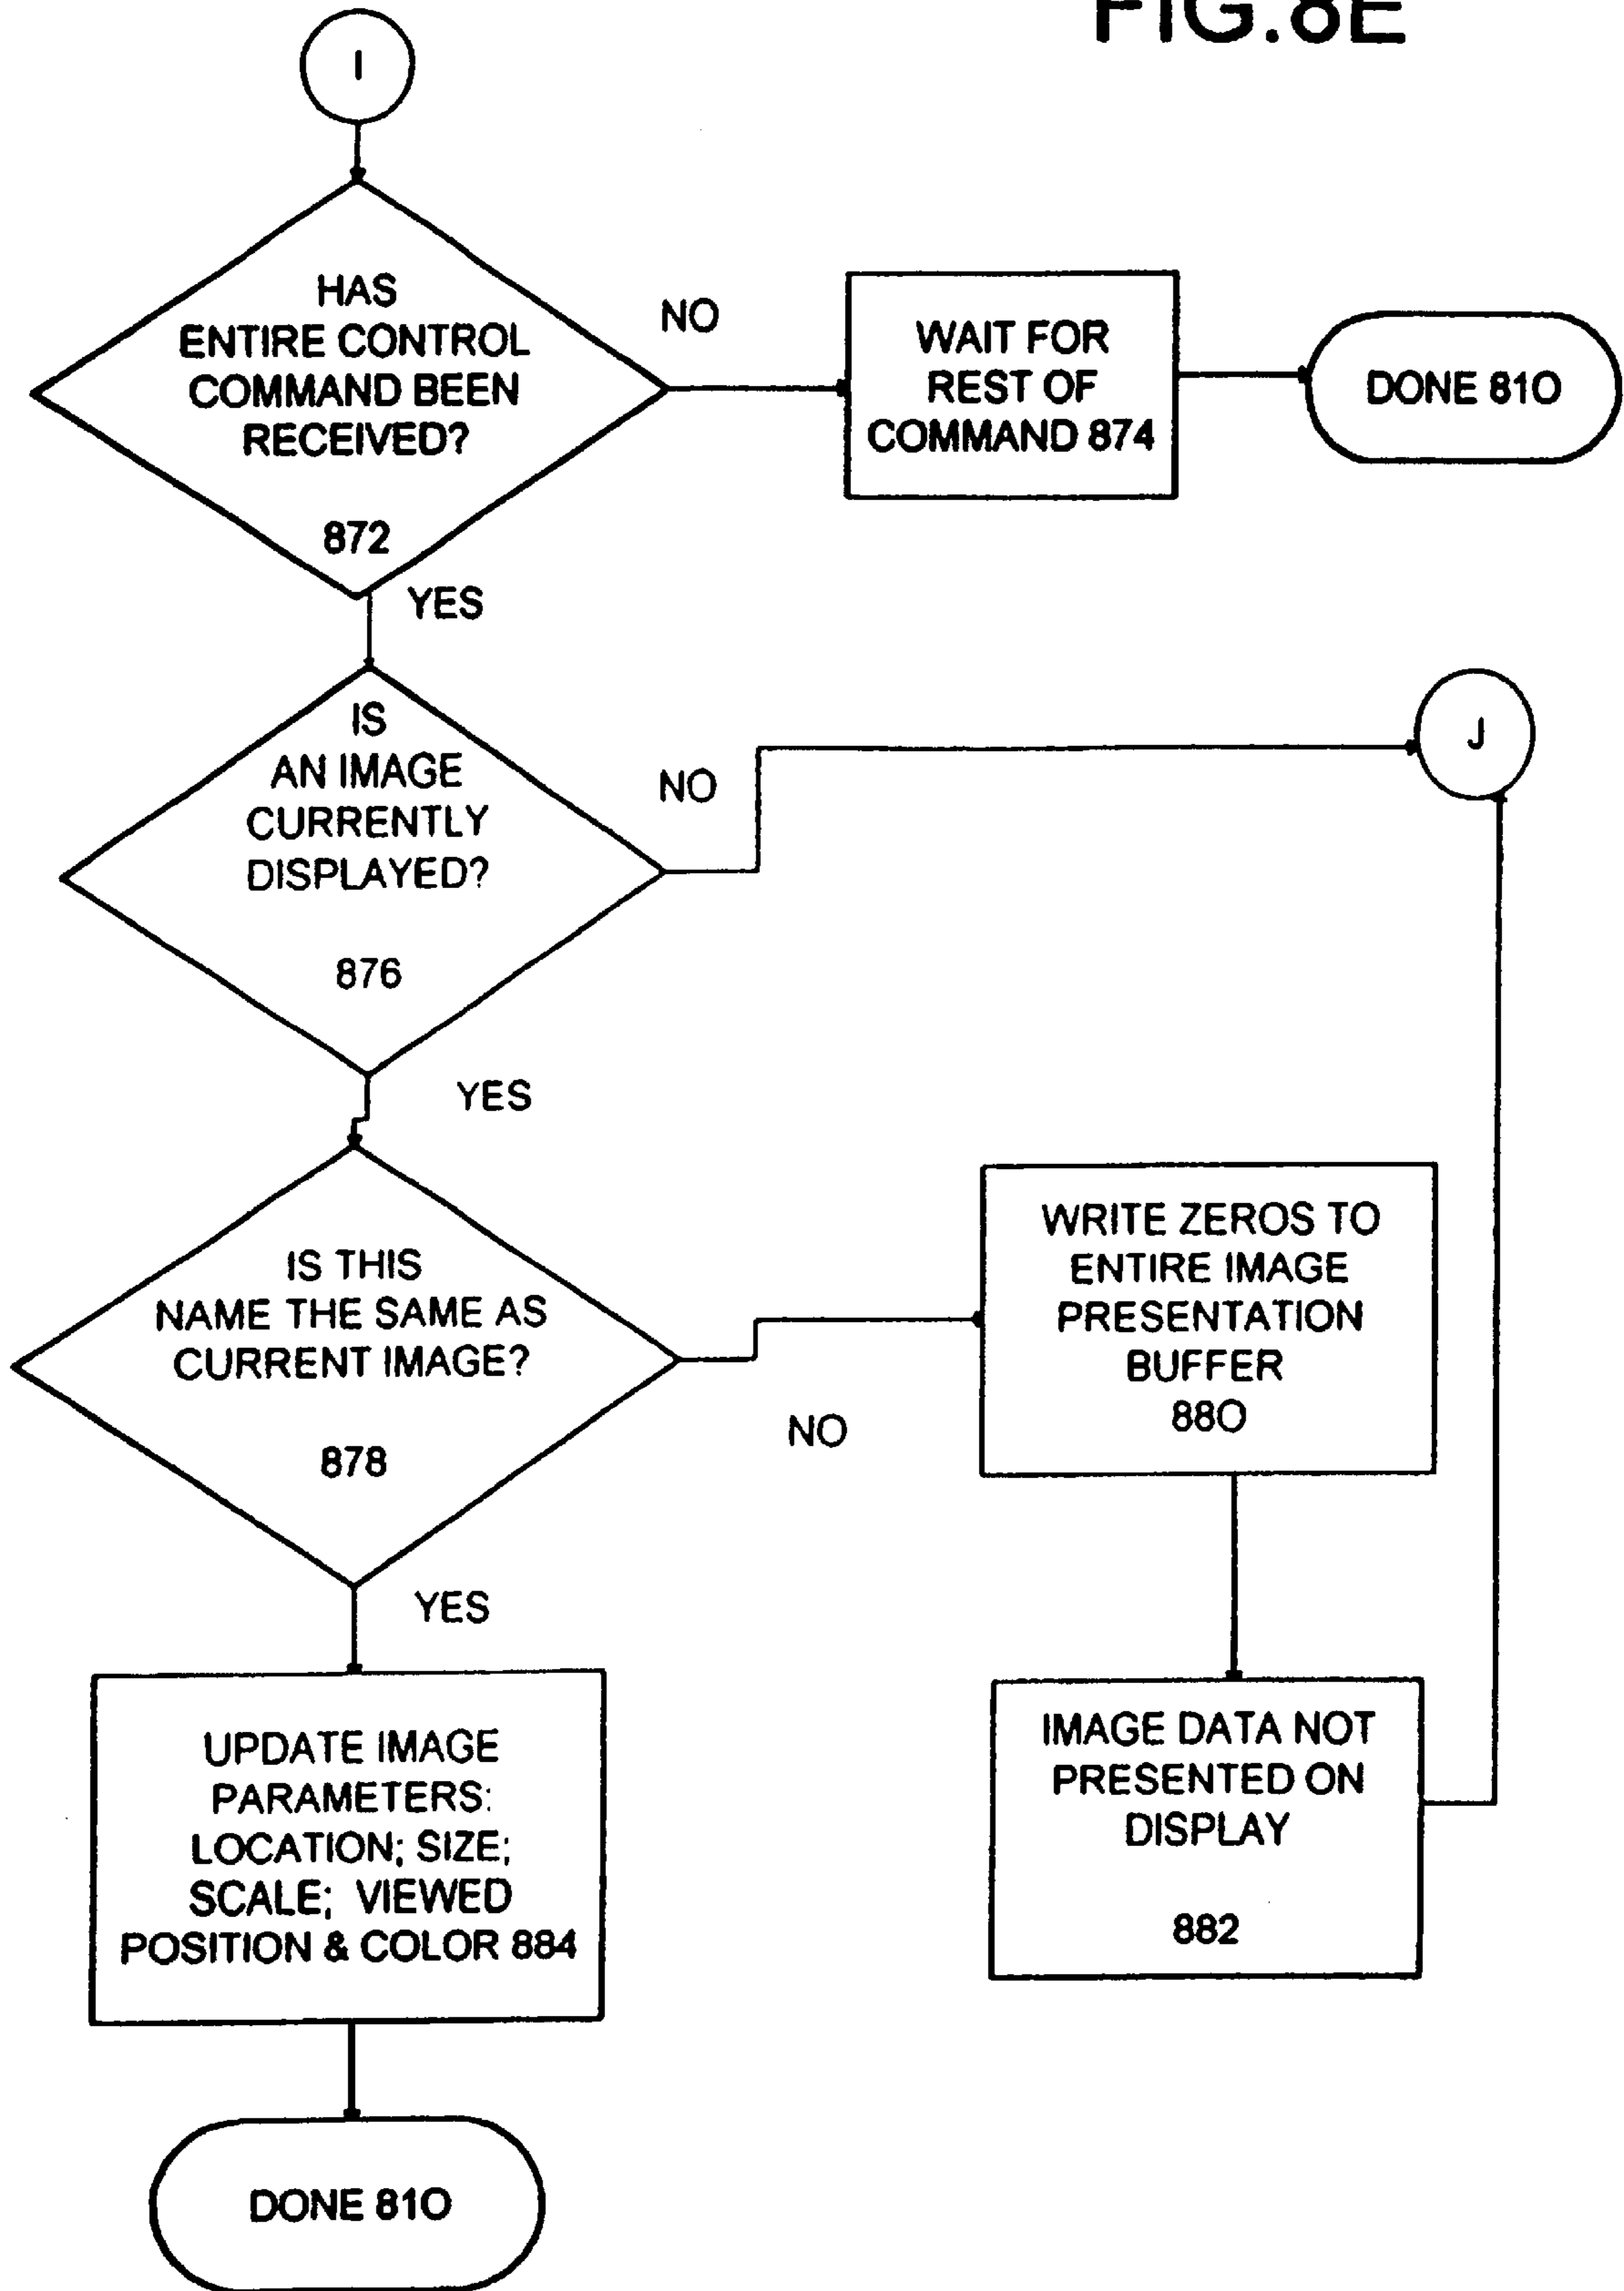 FIG.8E
I
HAS
ENTIRE CONTROL
COMMAND BEEN
RECEIVED?
872
NO
WAIT FOR
REST OF
COMMAND 874
DONE 810
YES
IS
AN IMAGE
CURRENTLY
DISPLAYED?
876
NO
J
YES
IS THIS
NAME THE SAME AS
CURRENT IMAGE?
878
NO
WRITE ZEROS TO
ENTIRE IMAGE
PRESENTATION
BUFFER
880
YES
UPDATE IMAGE
PARAMETERS:
LOCATION; SIZE;
SCALE; VIEWED
POSITION & COLOR 884
IMAGE DATA NOT
PRESENTED ON
DISPLAY
882
DONE 810